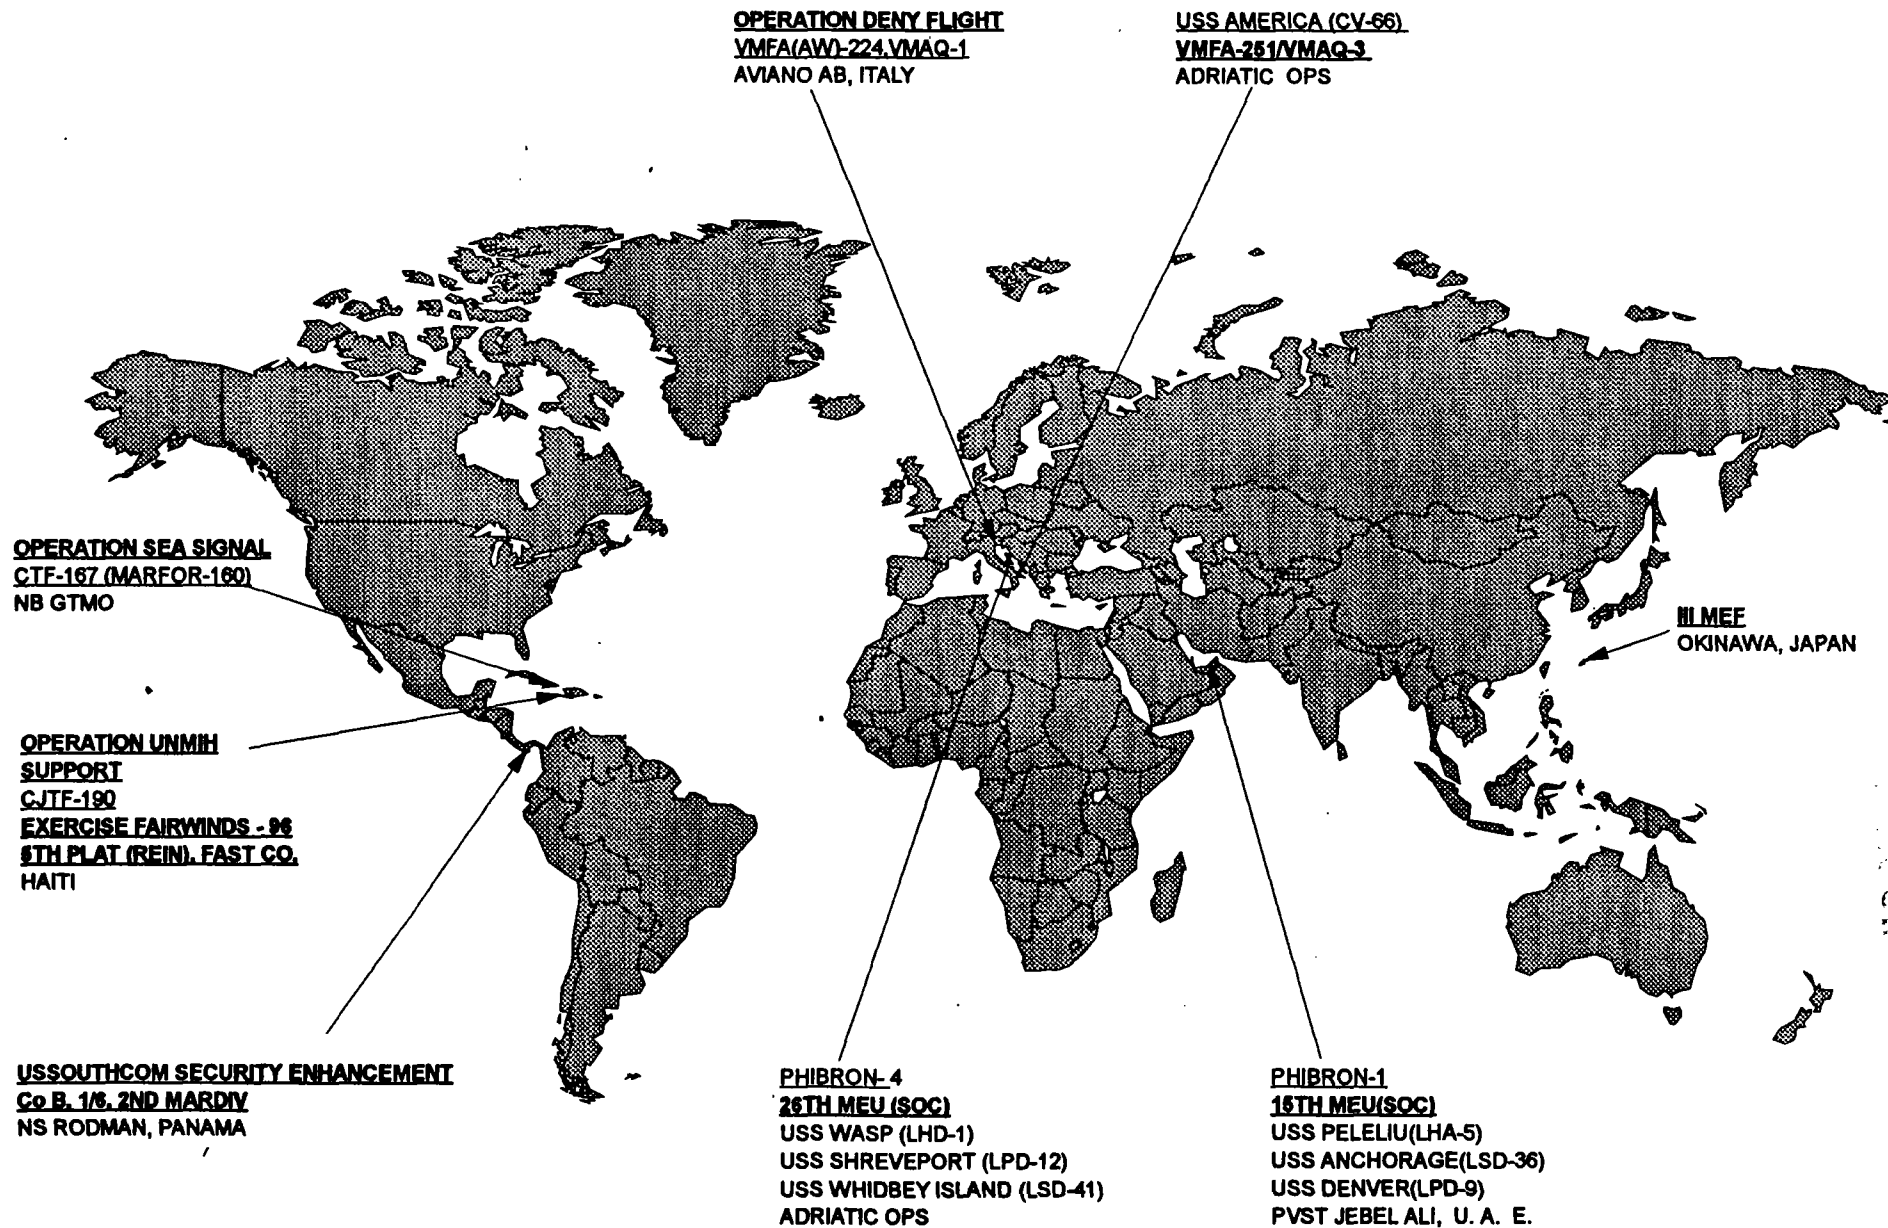 OPERATION DENY FLIGHT
VMFA(AW)-224,VMAQ-1
AVIANO AB, ITALY
USS AMERICA (CV-66)
VMFA-251/VMAQ-3
ADRIATIC OPS
OPERATION SEA SIGNAL
CTF-167 (MARFOR-160)
NB GTMO
III MEF
OKINAWA, JAPAN
OPERATION UNMIH
SUPPORT
CJTF-190
EXERCISE FAIRWINDS - 96
PLAT (REIN), FAST CO.
HAITI
USSOUTHCOM SECURITY ENHANCEMENT
Co B, 1/6, 2ND MARDIV
NS RODMAN, PANAMA
PHIBRON- 4
26TH MEU (SOC)
USS WASP (LHD-1)
USS SHREVEPORT (LPD-12)
USS WHIDBEY ISLAND (LSD-41)
ADRIATIC OPS
PHIBRON-1
15TH MEU(SOC)
USS PELELIU(LHA-5)
USS ANCHORAGE(LSD-36)
USS DENVER(LPD-9)
PVST JEBEL ALI, U. A. E.